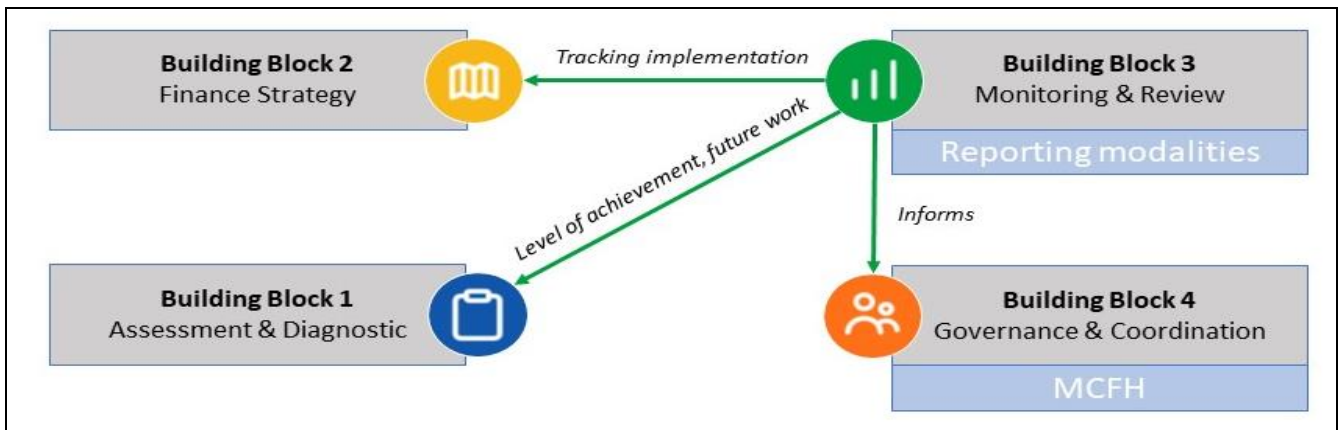 Building Block 2
Finance Strategy
Tracking implementation
Building Block 3
Monitoring & Review
Reporting modalities
Level of achievement, future work
Informs
Building Block 1
Assessment & Diagnostic
Building Block 4
Governance & Coordination
MCFH